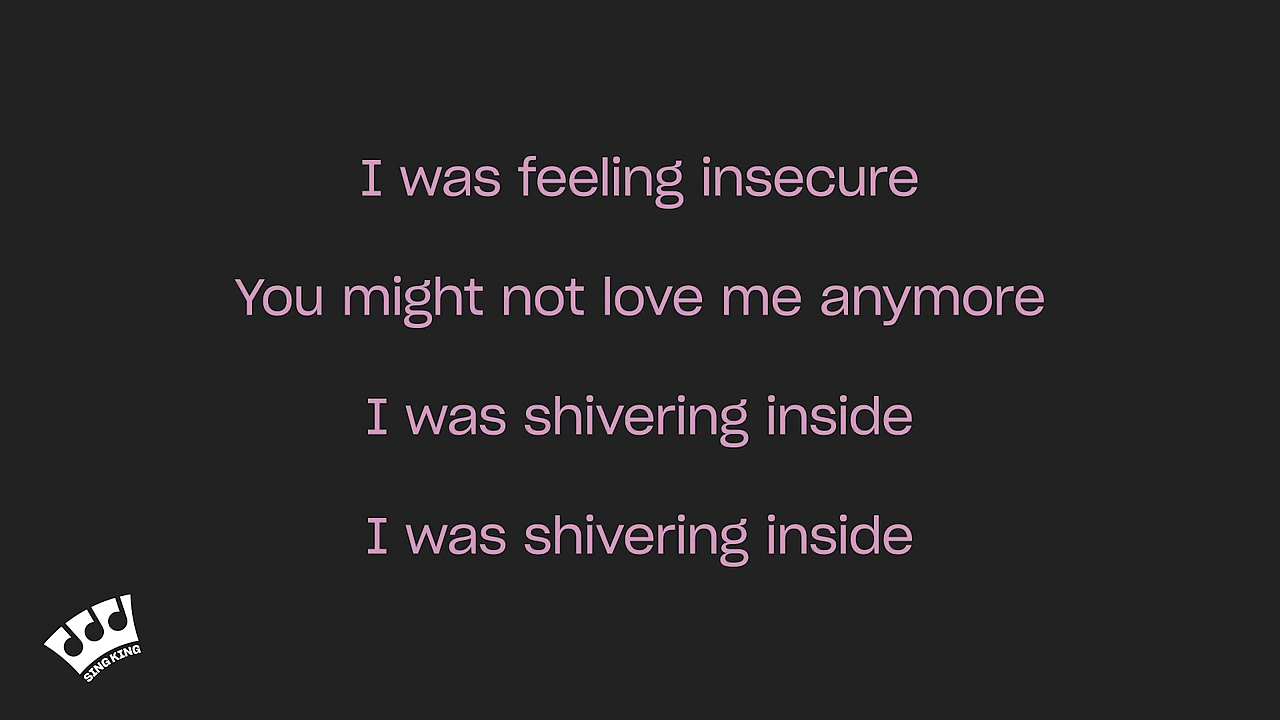 I was feeling insecure
You might not love me anymore
I was shivering inside
I was shivering inside
SING KING